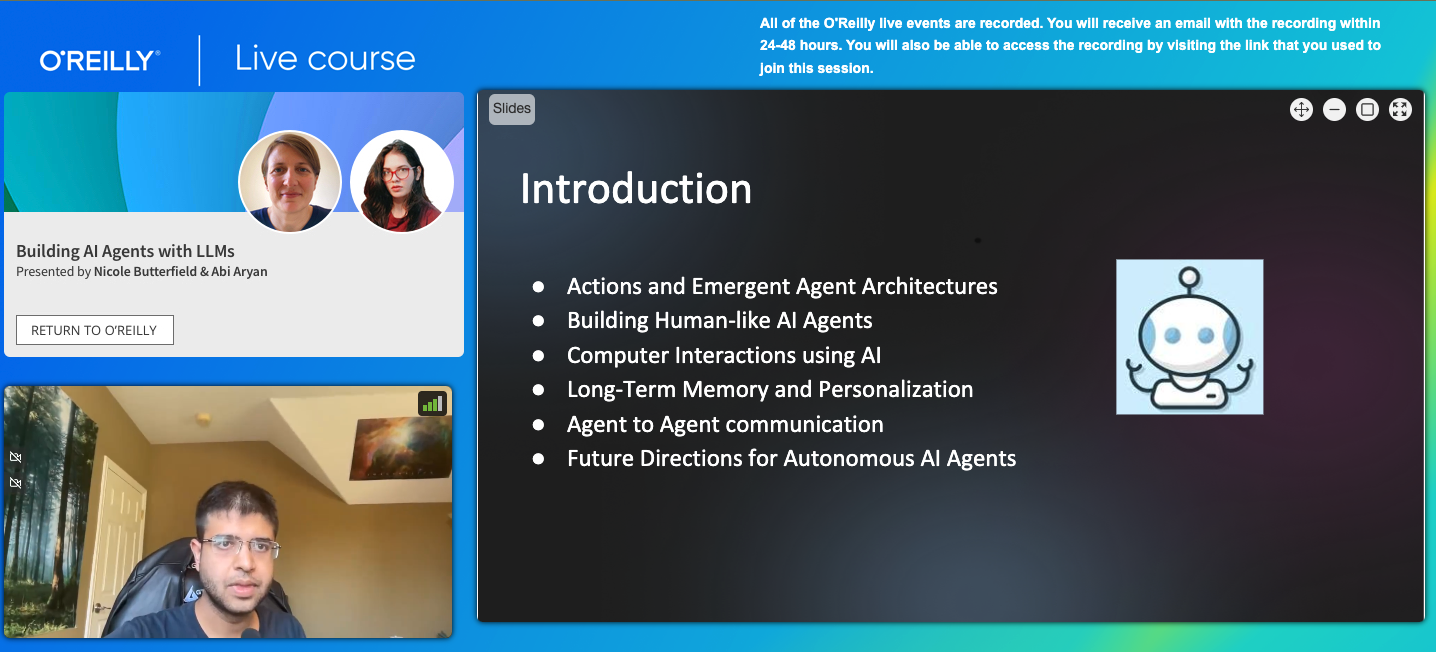 O'REILLY®
Live course
All of the O'Reilly live events are recorded. You will receive an email with the recording within
24-48 hours. You will also be able to access the recording by visiting the link that you used to
join this session.
Building AI Agents with LLMs
Presented by Nicole Butterfield & Abi Aryan
RETURN TO O'REILLY
Slides
Introduction
● Actions and Emergent Agent Architectures
● Building Human-like AI Agents
● Computer Interactions using AI
● Long-Term Memory and Personalization
● Agent to Agent communication
● Future Directions for Autonomous AI Agents